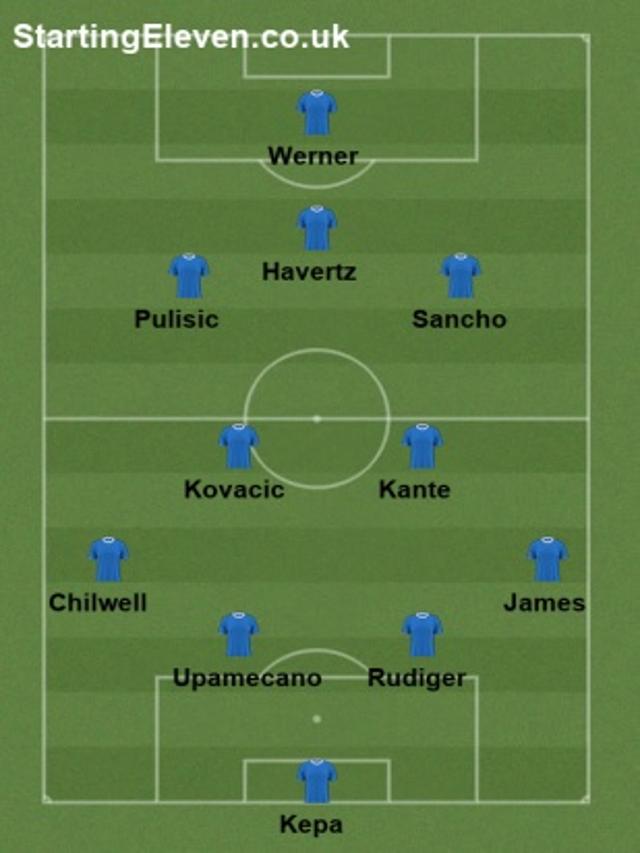 StartingEleven.co.uk
Werner
Havertz
Pulisic
Sancho
Kovacic
Kante
Chilwell
James
Upamecano
Rudiger
Kepa